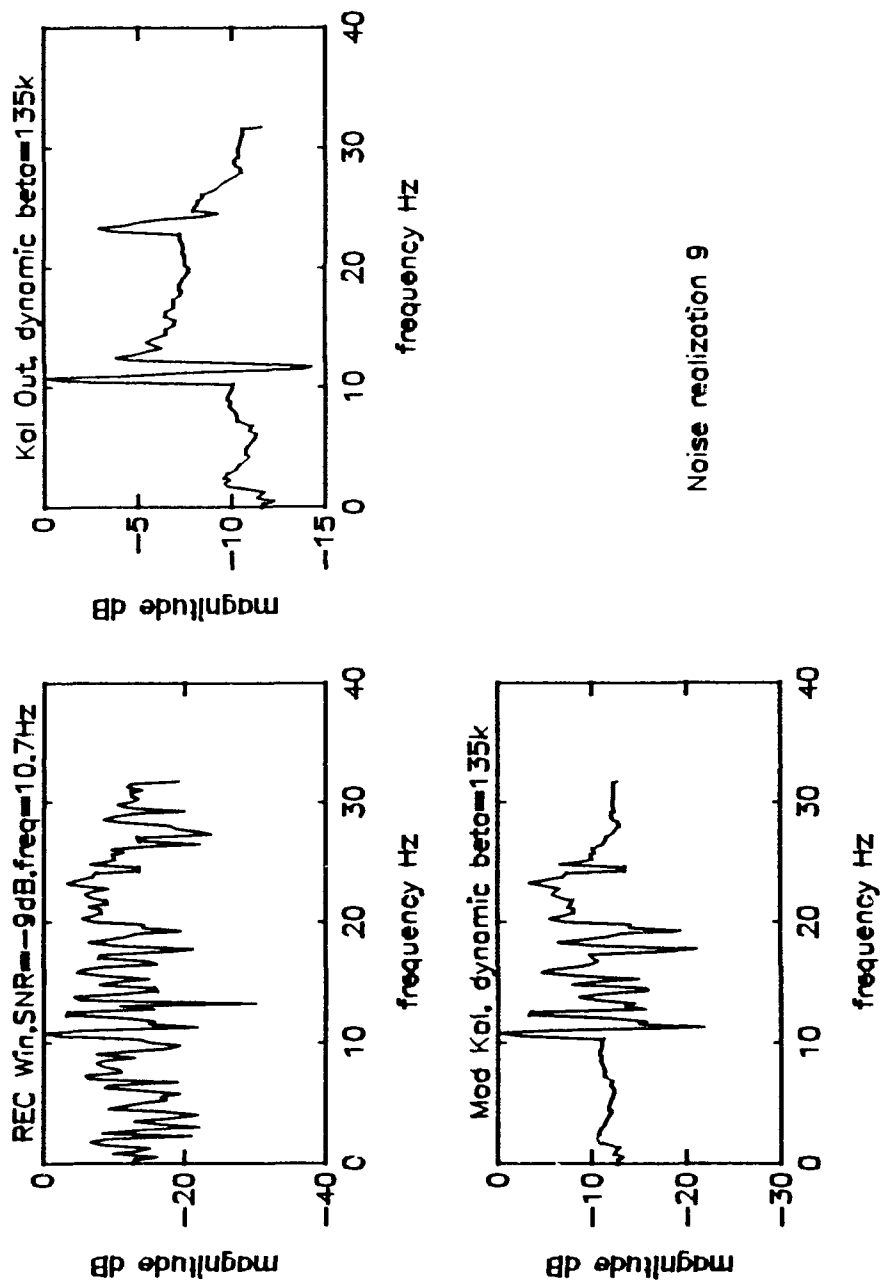 REC Win,SNR=-9dB,freq=10.7Hz
magnitude dB
0
-20
-40
0 10 20 30 40
frequency Hz
Kal Out, dynamic beta=135k
magnitude dB
0
-5
-10
-15
0 10 20 30 40
frequency Hz
Mod Kal, dynamic beta=135k
magnitude dB
0
-10
-20
-30
0 10 20 30 40
frequency Hz
Noise realization 9